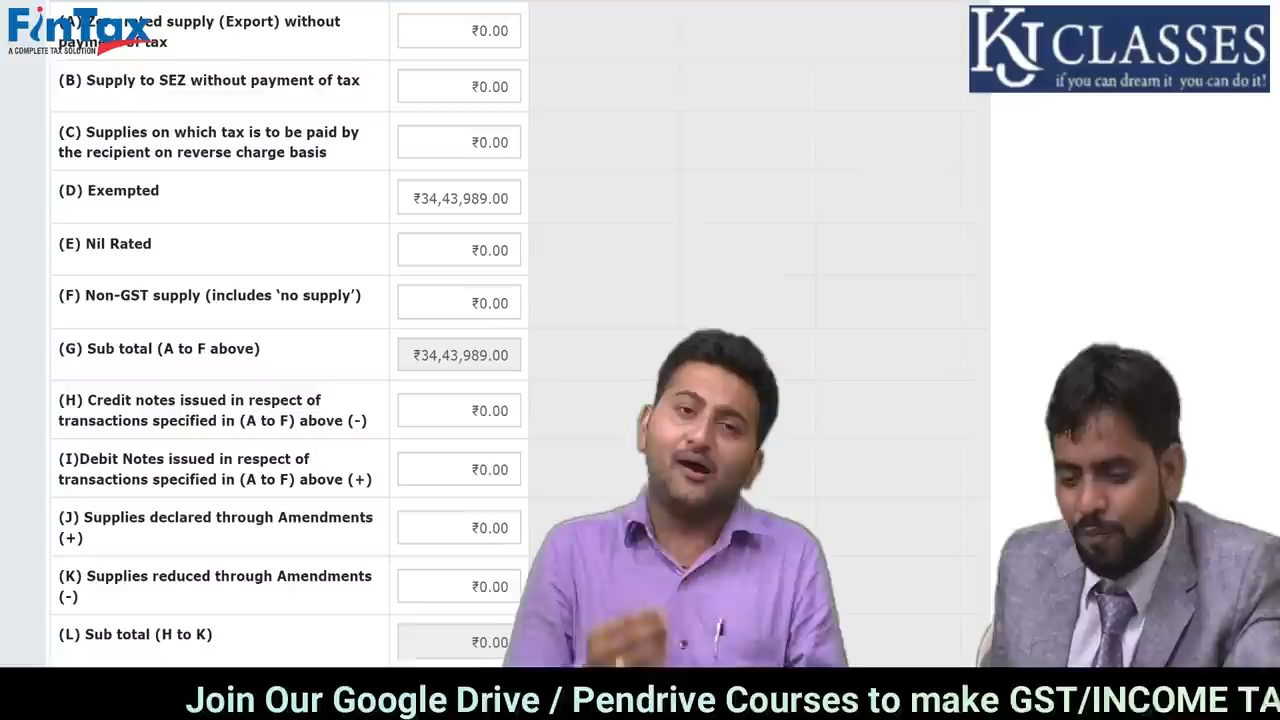 FinTax
A COMPLETE TAX SOLUTION
KJ CLASSES
if you can dream it you can do it!
supply (Export) without ₹0.00
tax
(B) Supply to SEZ without payment of tax ₹0.00
(C) Supplies on which tax is to be paid by
the recipient on reverse charge basis ₹0.00
(D) Exempted ₹34,43,989.00
(E) Nil Rated ₹0.00
(F) Non-GST supply (includes ‘no supply’) ₹0.00
(G) Sub total (A to F above) ₹34,43,989.00
(H) Credit notes issued in respect of
transactions specified in (A to F) above (-) ₹0.00
(I)Debit Notes issued in respect of
transactions specified in (A to F) above (+) ₹0.00
(J) Supplies declared through Amendments
(+) ₹0.00
(K) Supplies reduced through Amendments
(-) ₹0.00
(L) Sub total (H to K) ₹0.00
Join Our Google Drive / Pendrive Courses to make GST/INCOME TA